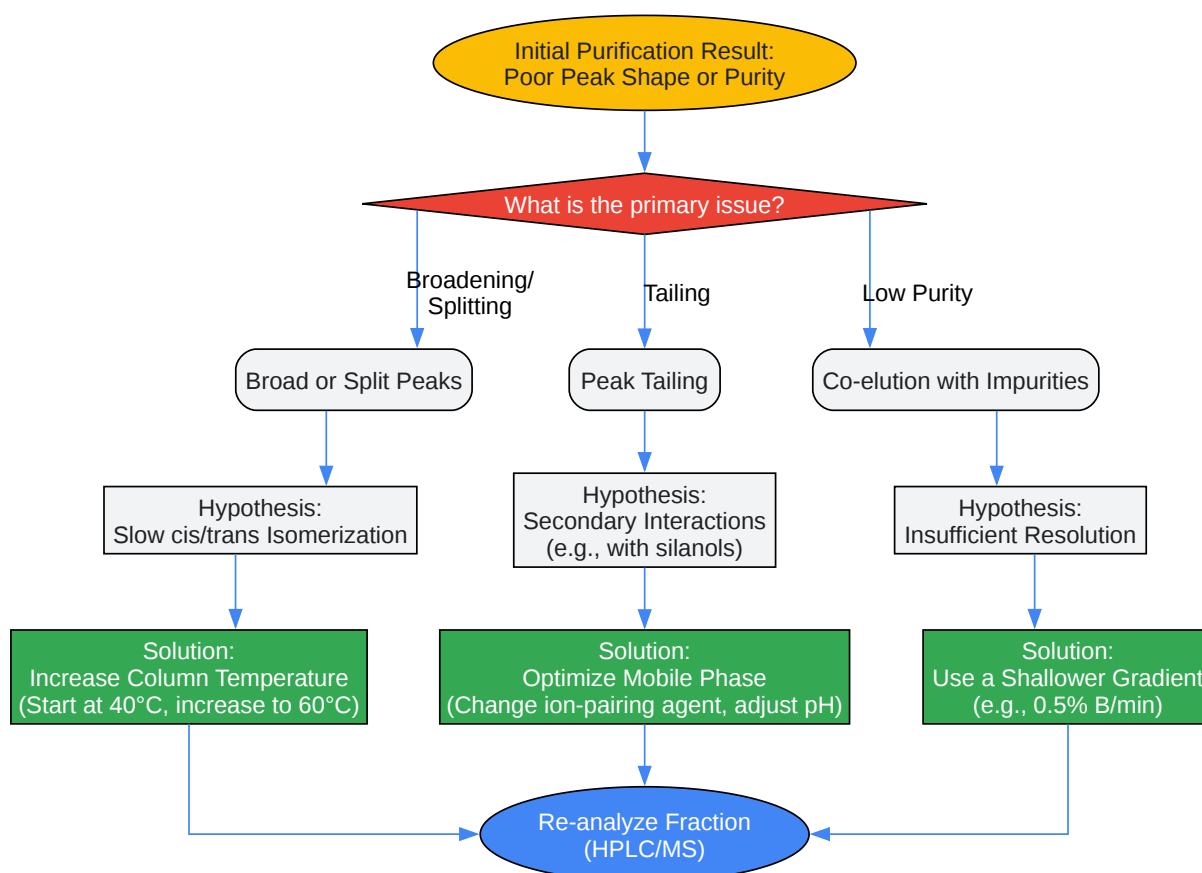 Initial Purification Result:
Poor Peak Shape or Purity
What is the primary issue?
Broadening/
Splitting
Tailing
Low Purity
Broad or Split Peaks
Peak Tailing
Co-elution with Impurities
Hypothesis:
Slow cis/trans Isomerization
Hypothesis:
Secondary Interactions
(e.g., with silanols)
Hypothesis:
Insufficient Resolution
Solution:
Increase Column Temperature
(Start at 40°C, increase to 60°C)
Solution:
Optimize Mobile Phase
(Change ion-pairing agent, adjust pH)
Solution:
Use a Shallower Gradient
(e.g., 0.5% B/min)
Re-analyze Fraction
(HPLC/MS)